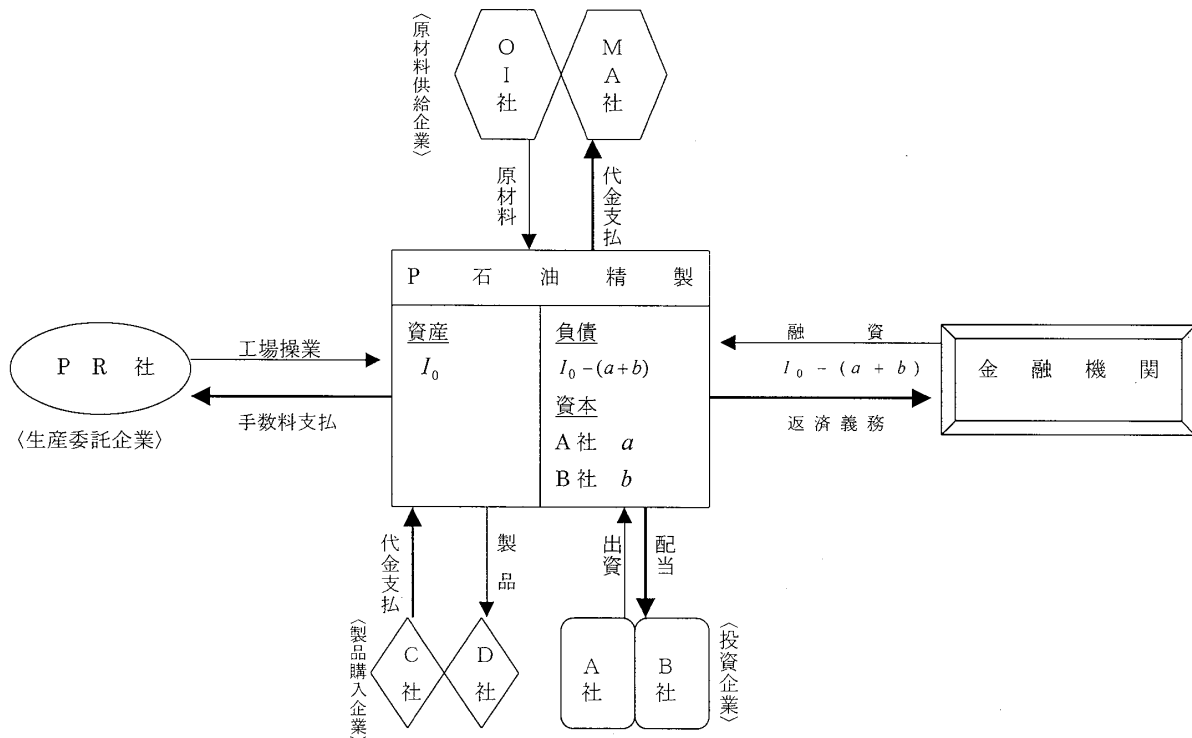 〈原材料供給企業〉
OI社
MA社
原材料
代金支払
P石油精製
資産
I₀
負債
I₀-(a+b)
資本
A社 a
B社 b
PR社
〈生産委託企業〉
工場操業
手数料支払
融資
I₀-(a+b)
返済義務
金融機関
代金支払
製品
出資
配当
〈製品購入企業〉
C社
D社
A社
B社
〈投資企業〉